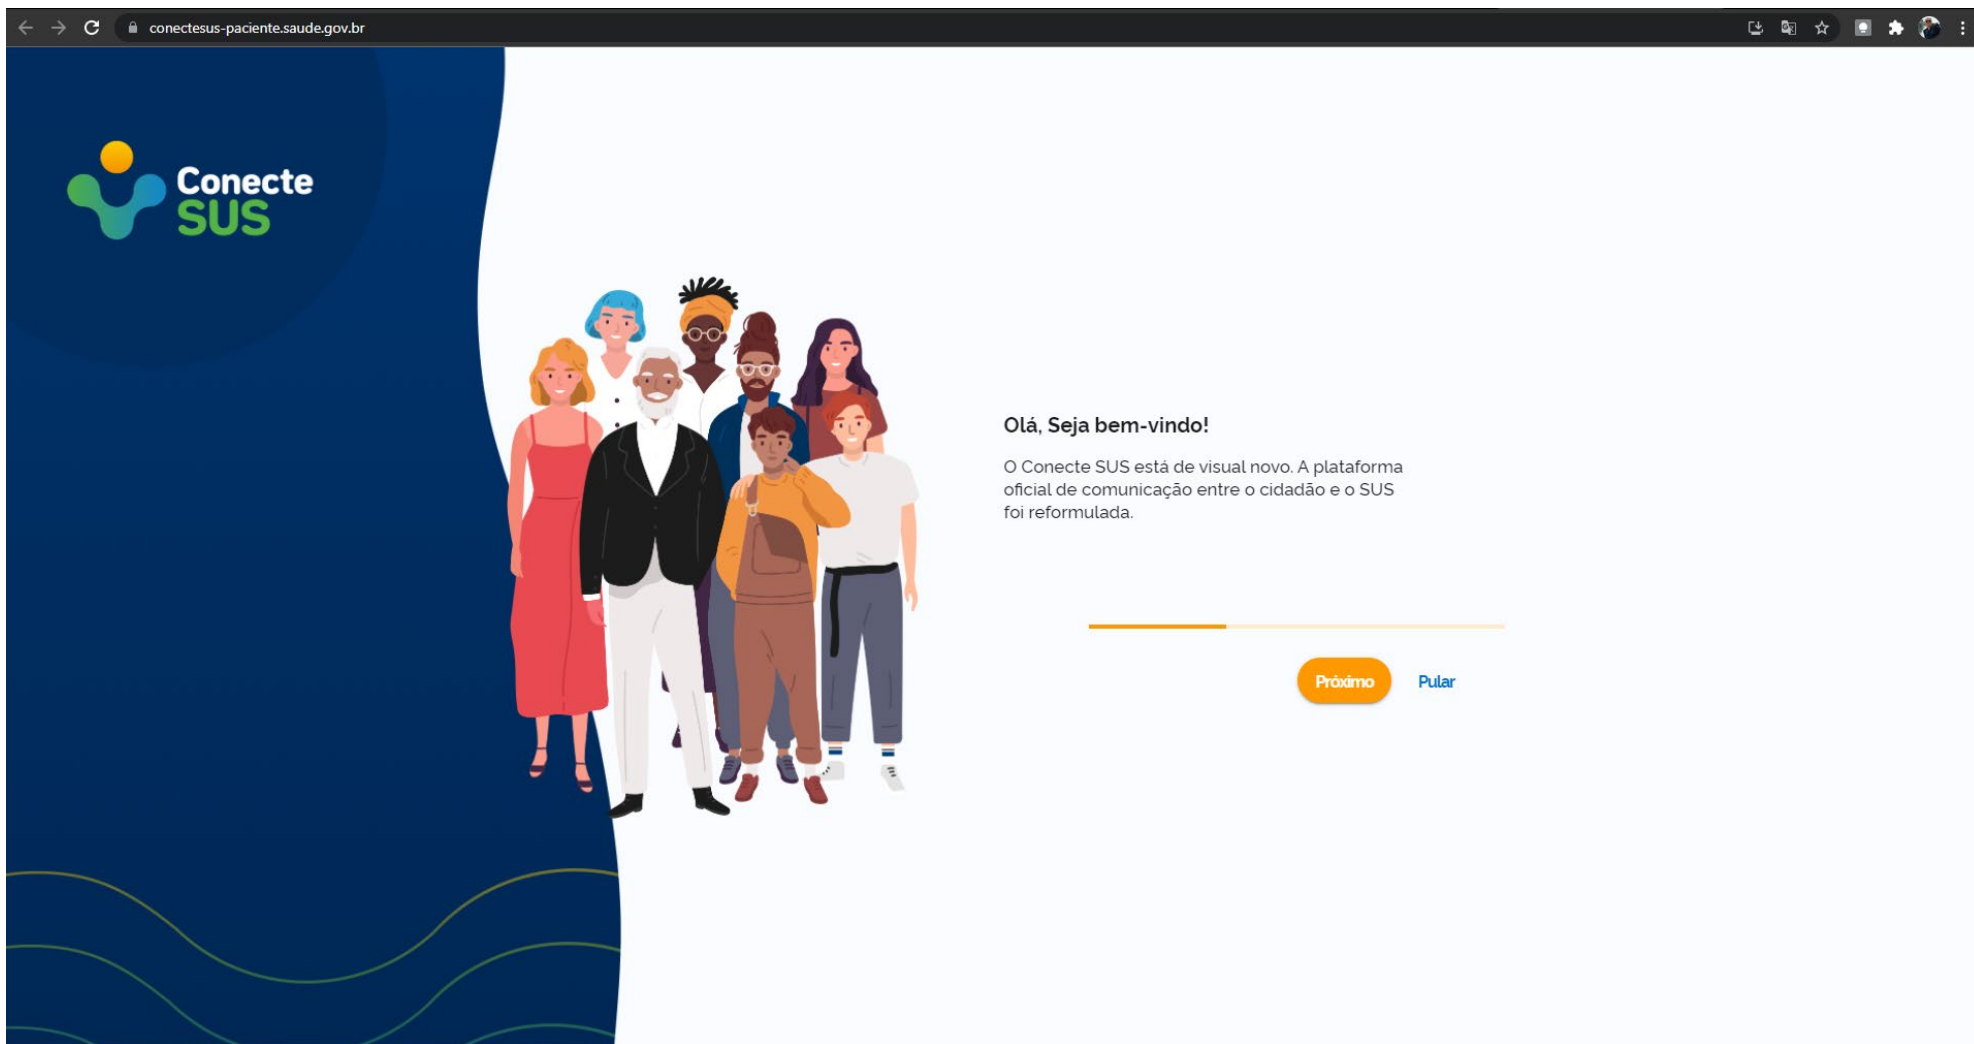 conectesus-paciente.saude.gov.br
Conecte
SUS
Olá, Seja bem-vindo!
O Conecte SUS está de visual novo. A plataforma
oficial de comunicação entre o cidadão e o SUS
foi reformulada.
Próximo
Pular